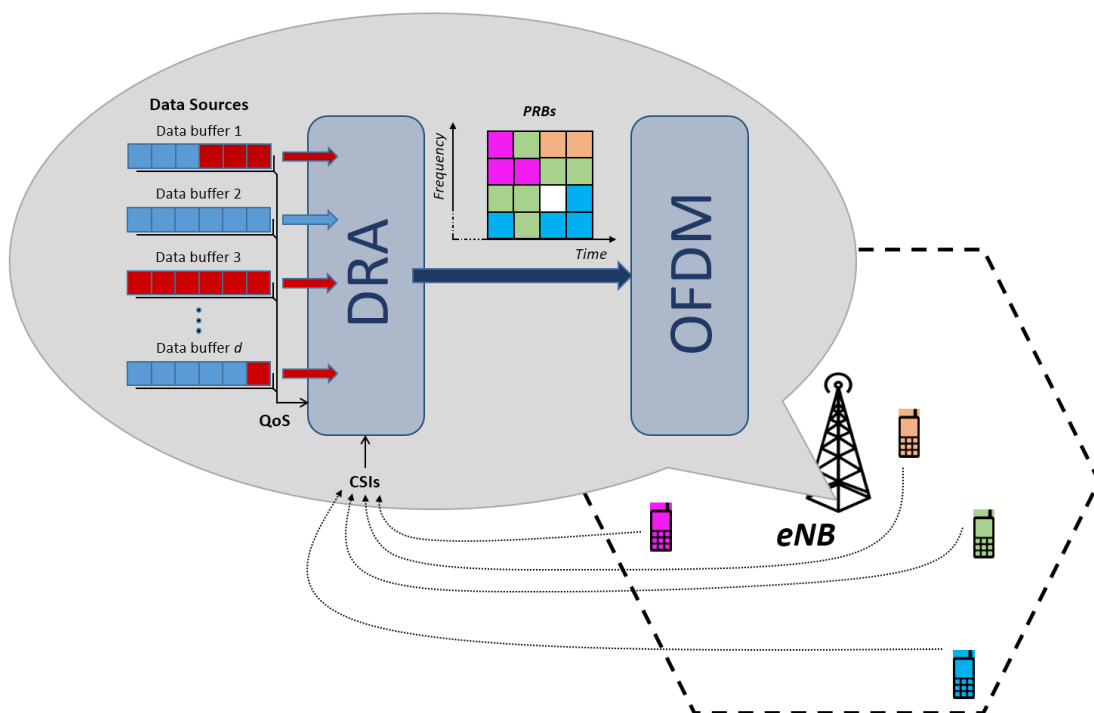 Data Sources
Data buffer 1
Data buffer 2
Data buffer 3
Data buffer d
QoS
DRA
CSIs
PRBs
Frequency
Time
OFDM
eNB